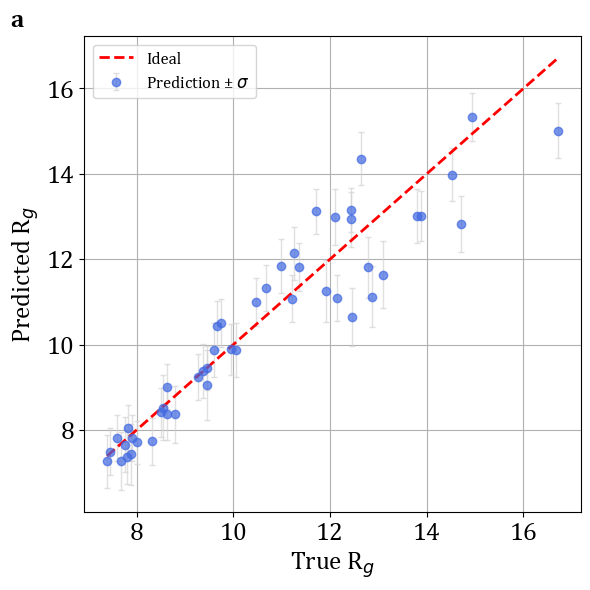 a
Ideal
Prediction ± σ
16
14
12
10
8
Predicted R_g
8 10 12 14 16
True R_g